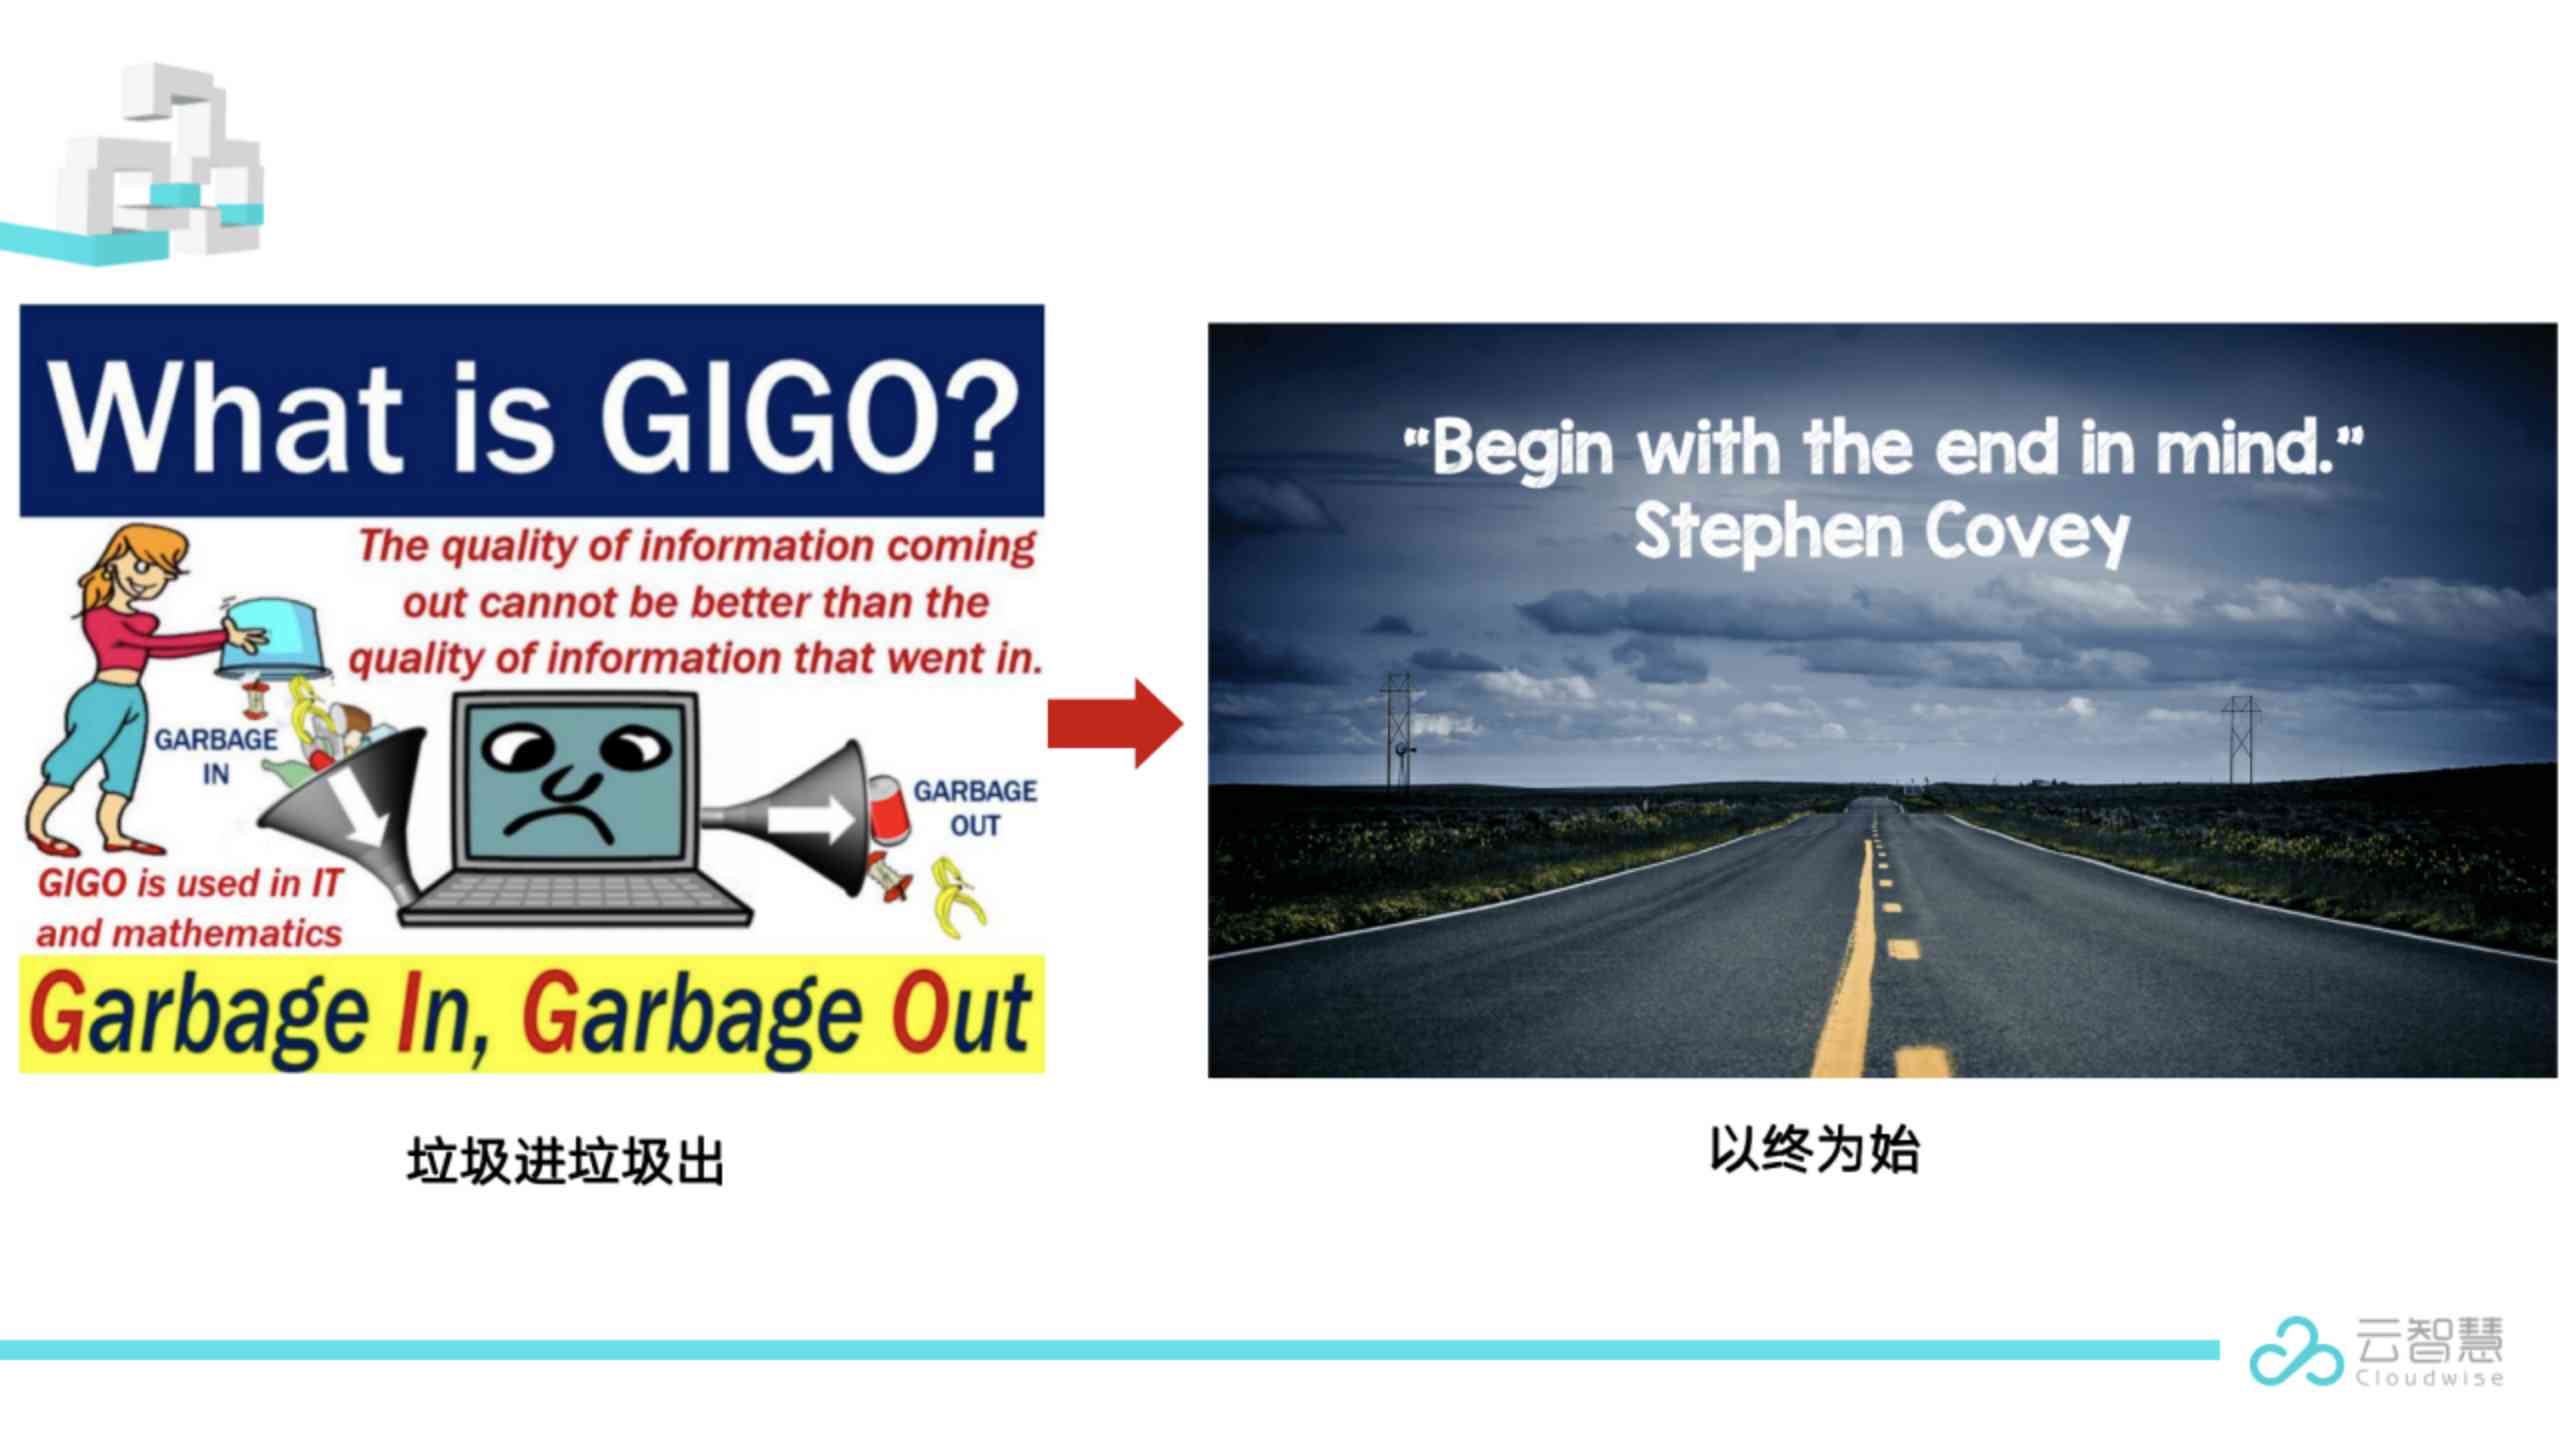 What is GIGO?
The quality of information coming
out cannot be better than the
quality of information that went in.
GARBAGE
IN
GARBAGE
OUT
GIGO is used in IT
and mathematics
Garbage In, Garbage Out
垃圾进垃圾出
"Begin with the end in mind."
Stephen Covey
以终为始
云智慧
Cloudwise